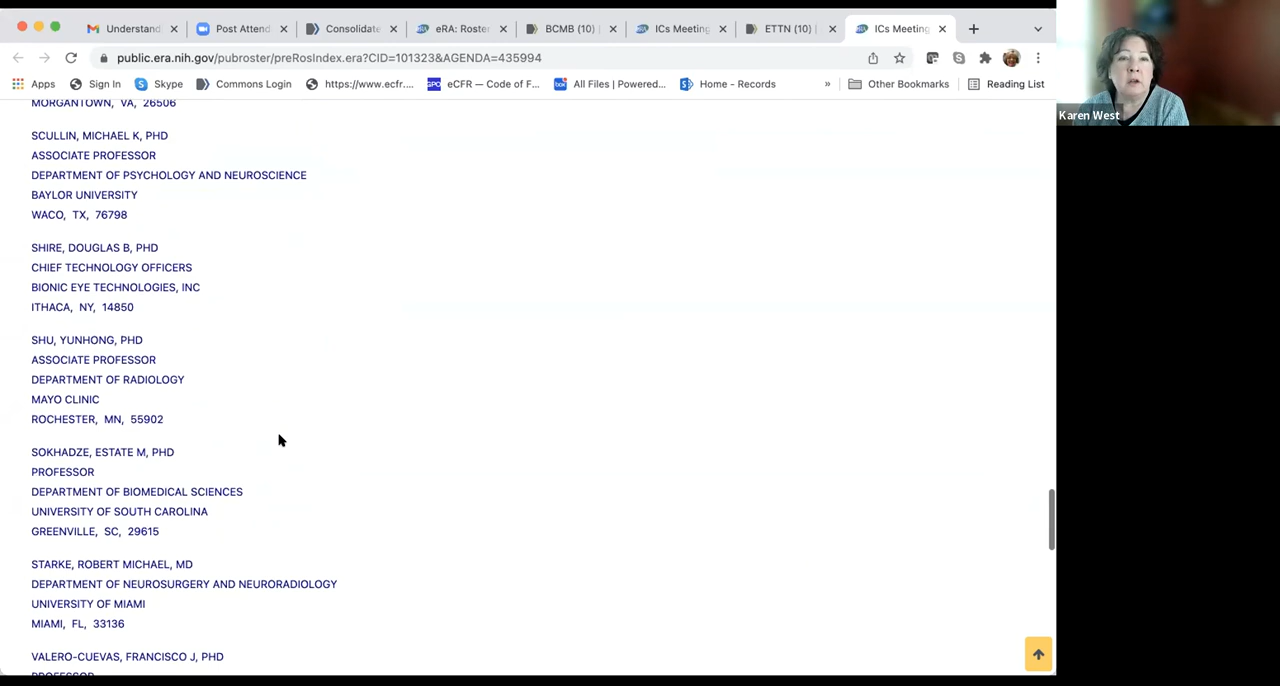 Understand
Post Attend
Consolidate
eRA: Roster
BCMB (10) |
ICs Meeting
ETTN (10) |
ICs Meeting
public.era.nih.gov/pubroster/preRosIndex.era?CID=101323&AGENDA=435994
Apps
Sign In
Skype
Commons Login
https://www.ecfr....
eCFR — Code of F...
All Files | Powered...
Home - Records
»
Other Bookmarks
Reading List
Karen West
MORGANTOWN, VA, 26506
SCULLIN, MICHAEL K, PHD
ASSOCIATE PROFESSOR
DEPARTMENT OF PSYCHOLOGY AND NEUROSCIENCE
BAYLOR UNIVERSITY
WACO, TX, 76798
SHIRE, DOUGLAS B, PHD
CHIEF TECHNOLOGY OFFICERS
BIONIC EYE TECHNOLOGIES, INC
ITHACA, NY, 14850
SHU, YUNHONG, PHD
ASSOCIATE PROFESSOR
DEPARTMENT OF RADIOLOGY
MAYO CLINIC
ROCHESTER, MN, 55902
SOKHADZE, ESTATE M, PHD
PROFESSOR
DEPARTMENT OF BIOMEDICAL SCIENCES
UNIVERSITY OF SOUTH CAROLINA
GREENVILLE, SC, 29615
STARKE, ROBERT MICHAEL, MD
DEPARTMENT OF NEUROSURGERY AND NEURORADIOLOGY
UNIVERSITY OF MIAMI
MIAMI, FL, 33136
VALERO-CUEVAS, FRANCISCO J, PHD
PROFESSOR